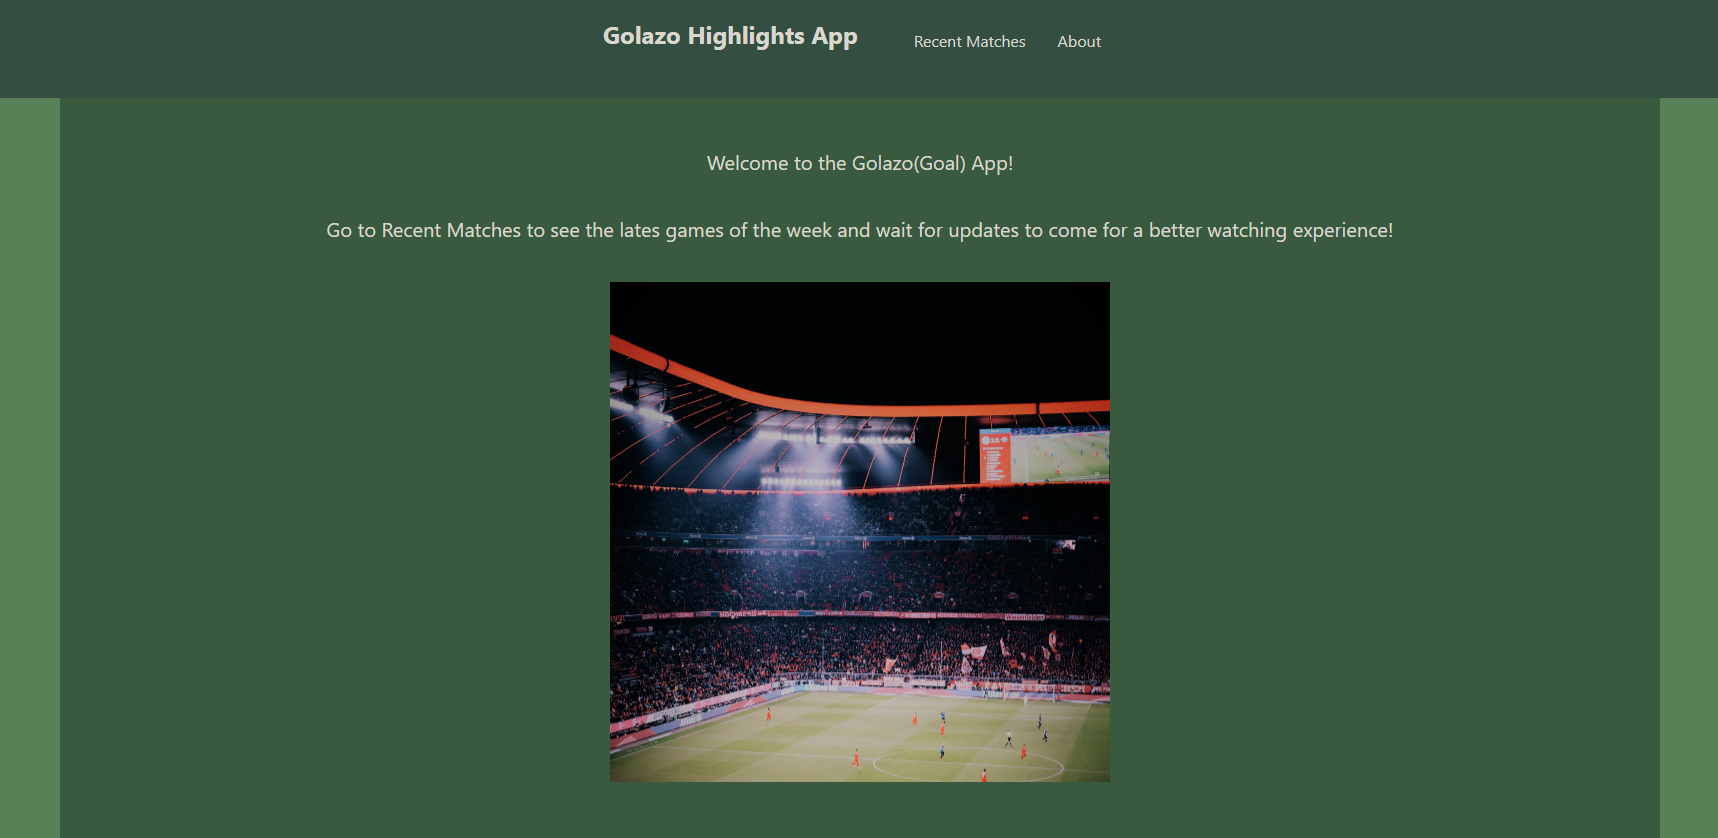 Golazo Highlights App
Recent Matches
About
Welcome to the Golazo(Goal) App!
Go to Recent Matches to see the lates games of the week and wait for updates to come for a better watching experience!